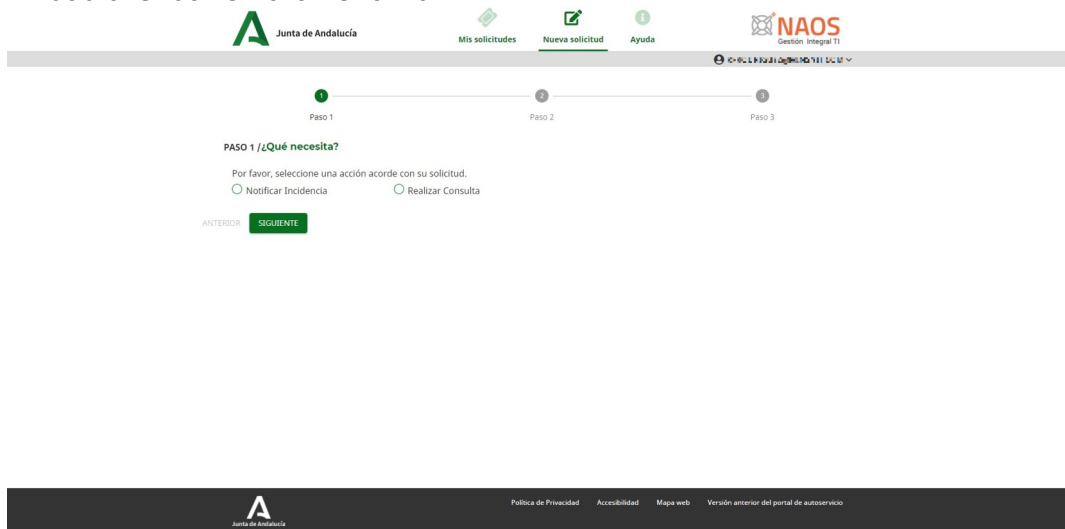 Junta de Andalucía
Mis solicitudes
Nueva solicitud
Ayuda
NAOS
Gestión Integral TI
1
2
3
Paso 1
Paso 2
Paso 3
PASO 1 /¿Qué necesita?
Por favor, seleccione una acción acorde con su solicitud.
Notificar Incidencia
Realizar Consulta
ANTERIOR
SIGUIENTE
Política de Privacidad
Accesibilidad
Mapa web
Versión anterior del portal de autoservicio
Junta de Andalucía